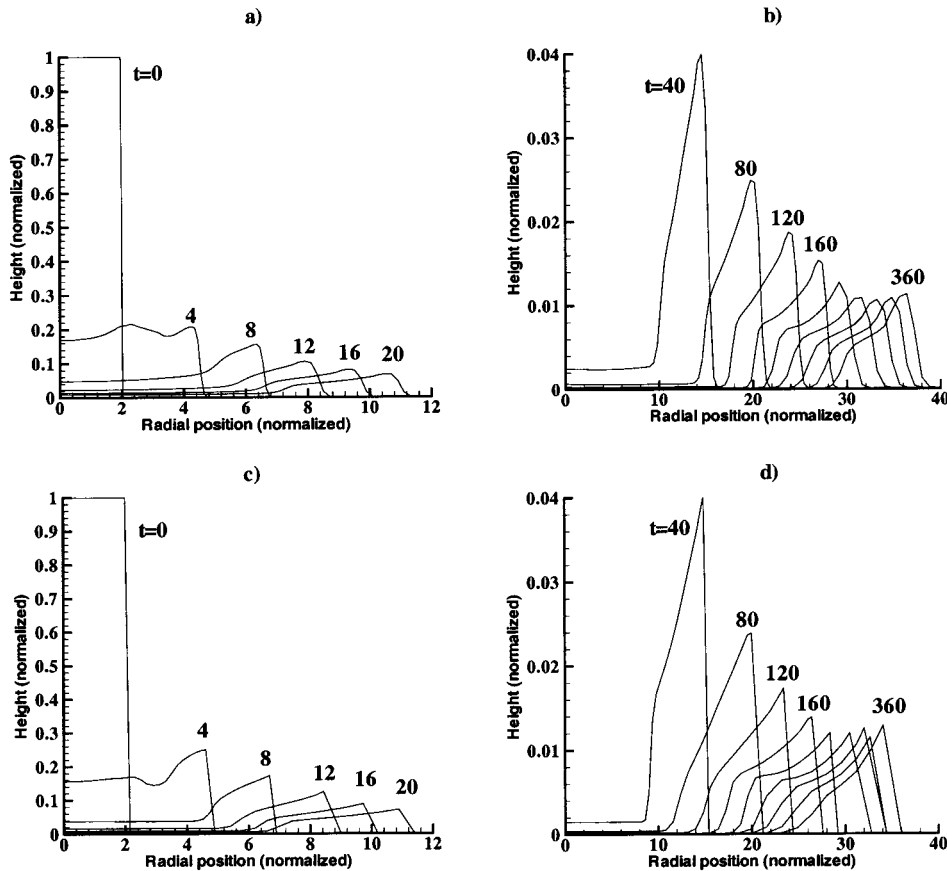 a)
Height (normalized)
1
0.9
0.8
0.7
0.6
0.5
0.4
0.3
0.2
0.1
0
t=0
4
8
12
16
20
0 2 4 6 8 10 12
Radial position (normalized)
b)
Height (normalized)
0.04
0.03
0.02
0.01
0
t=40
80
120
160
360
0 10 20 30 40
Radial position (normalized)
c)
Height (normalized)
1
0.9
0.8
0.7
0.6
0.5
0.4
0.3
0.2
0.1
0
t=0
4
8
12
16
20
0 2 4 6 8 10 12
Radial position (normalized)
d)
Height (normalized)
0.04
0.03
0.02
0.01
0
t=40
80
120
160
360
0 10 20 30 40
Radial position (normalized)